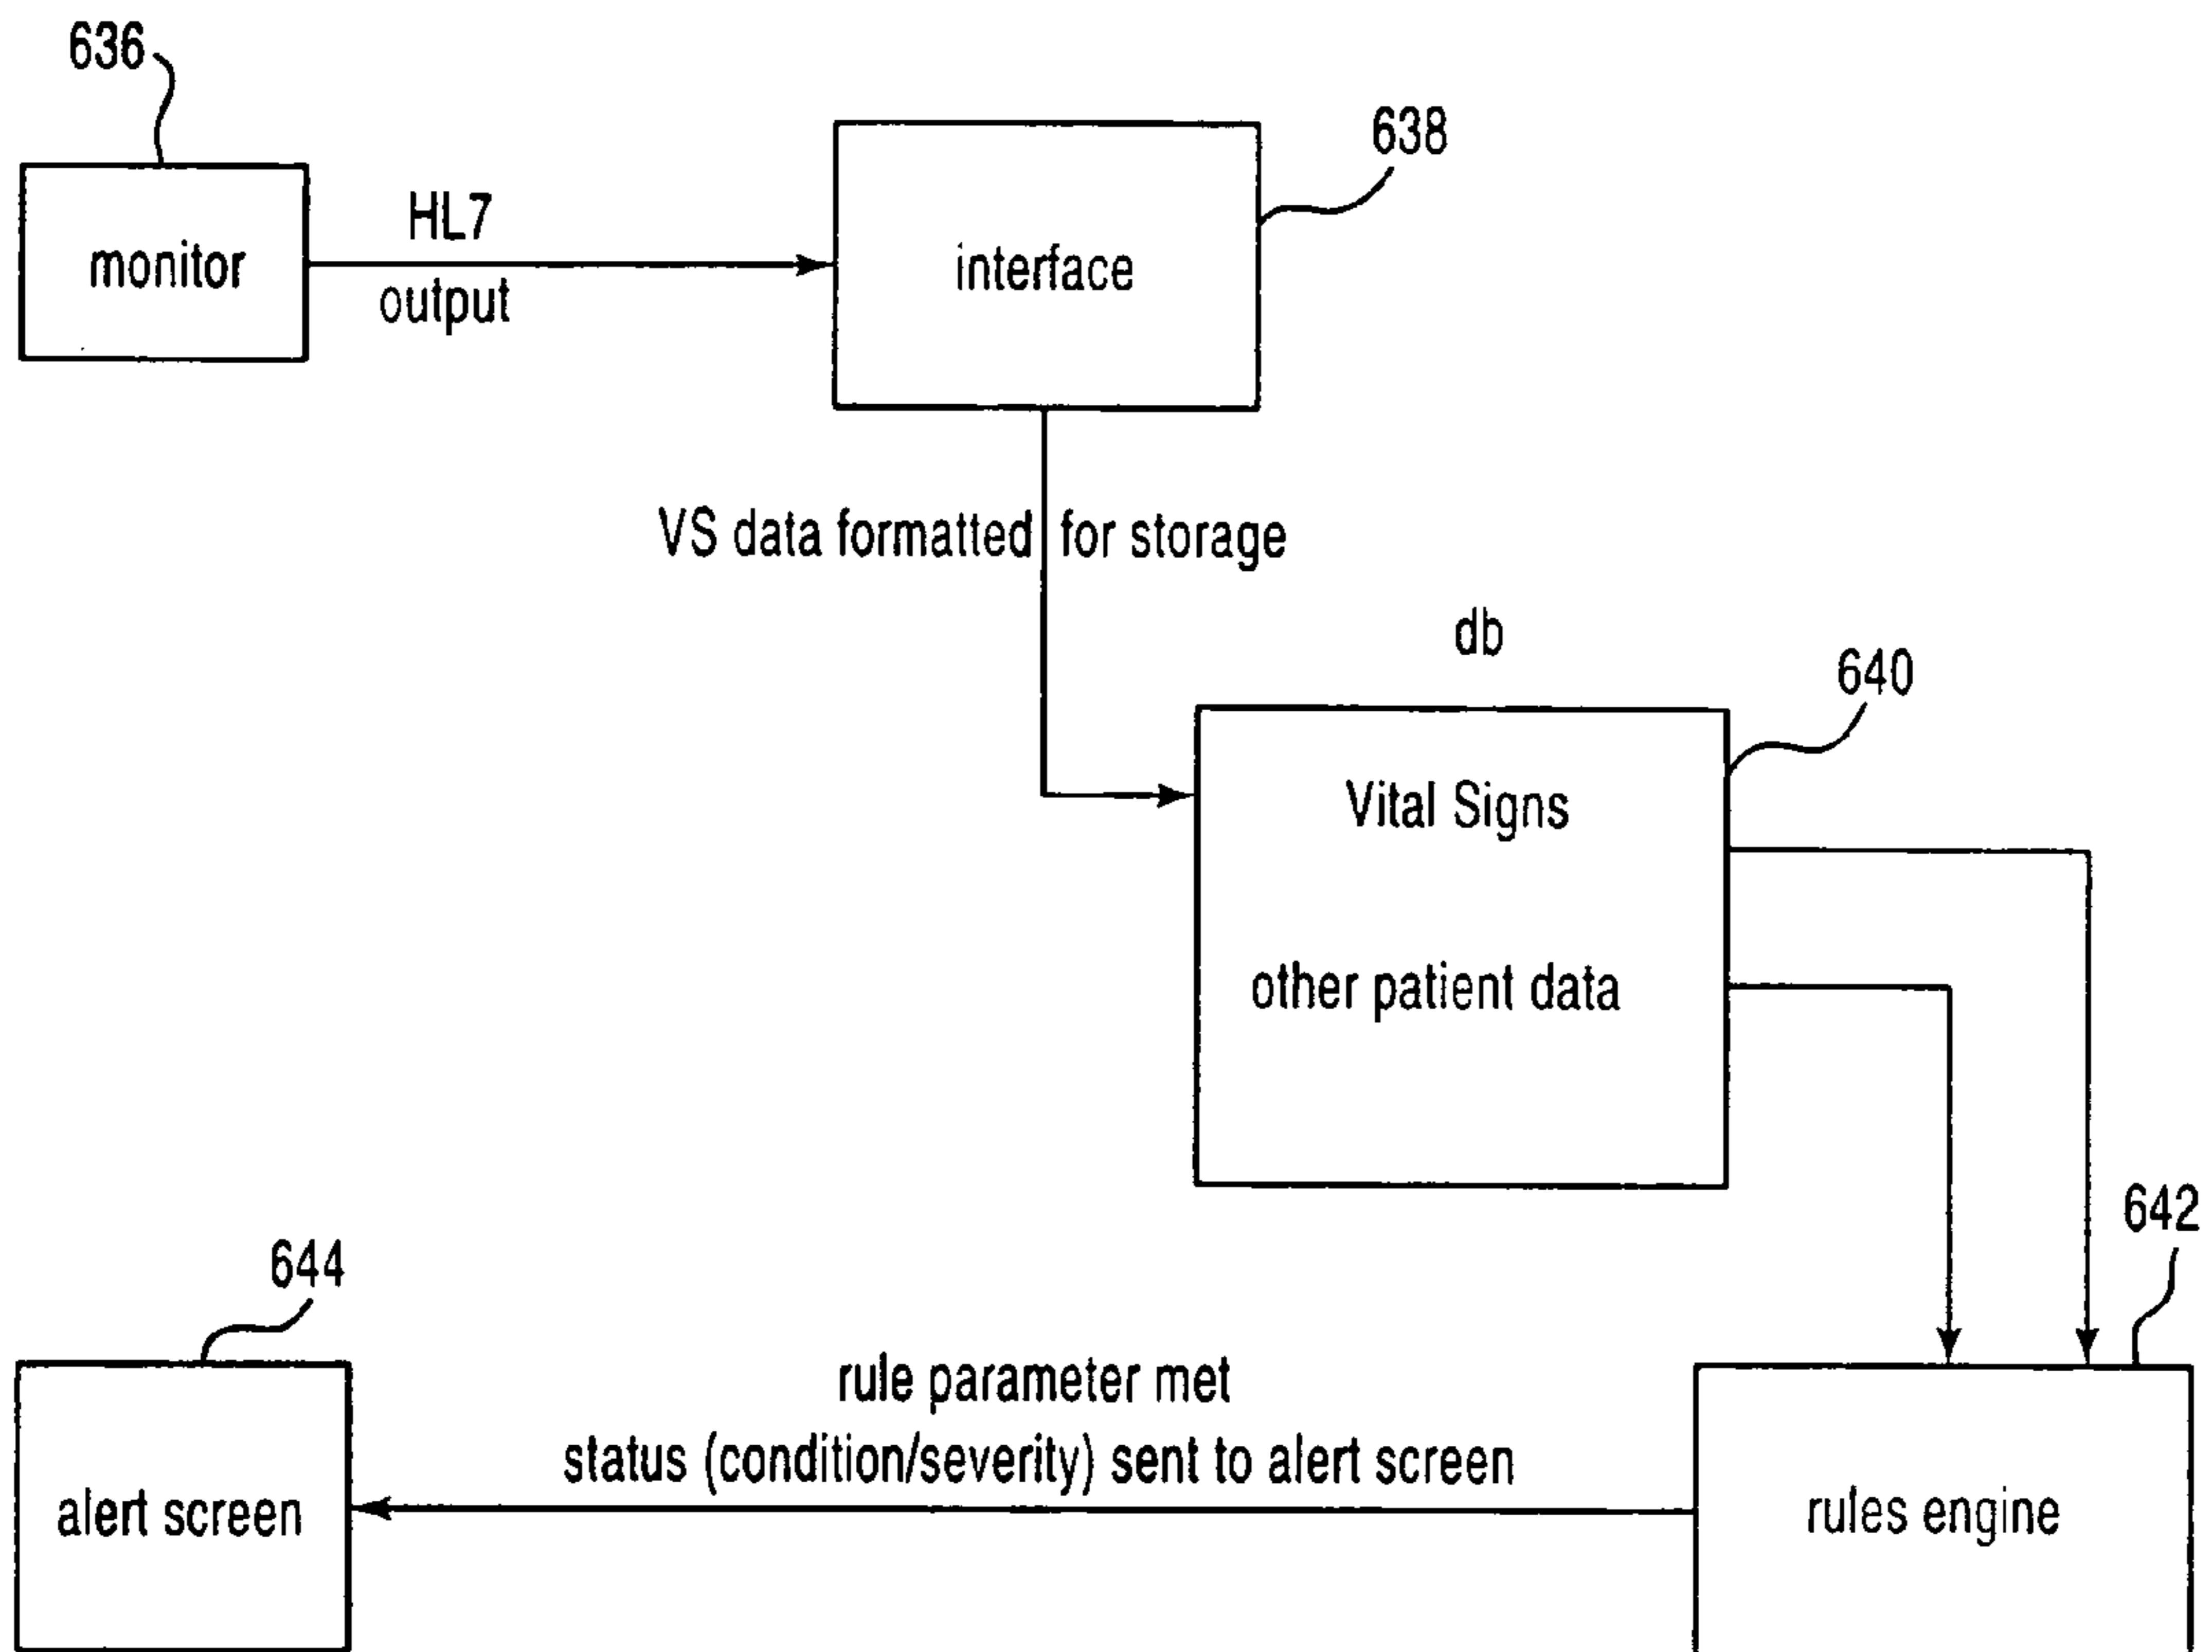 636
638
monitor
HL7
output
interface
VS data formatted for storage
db
640
Vital Signs
other patient data
642
644
rule parameter met
status (condition/severity) sent to alert screen
alert screen
rules engine